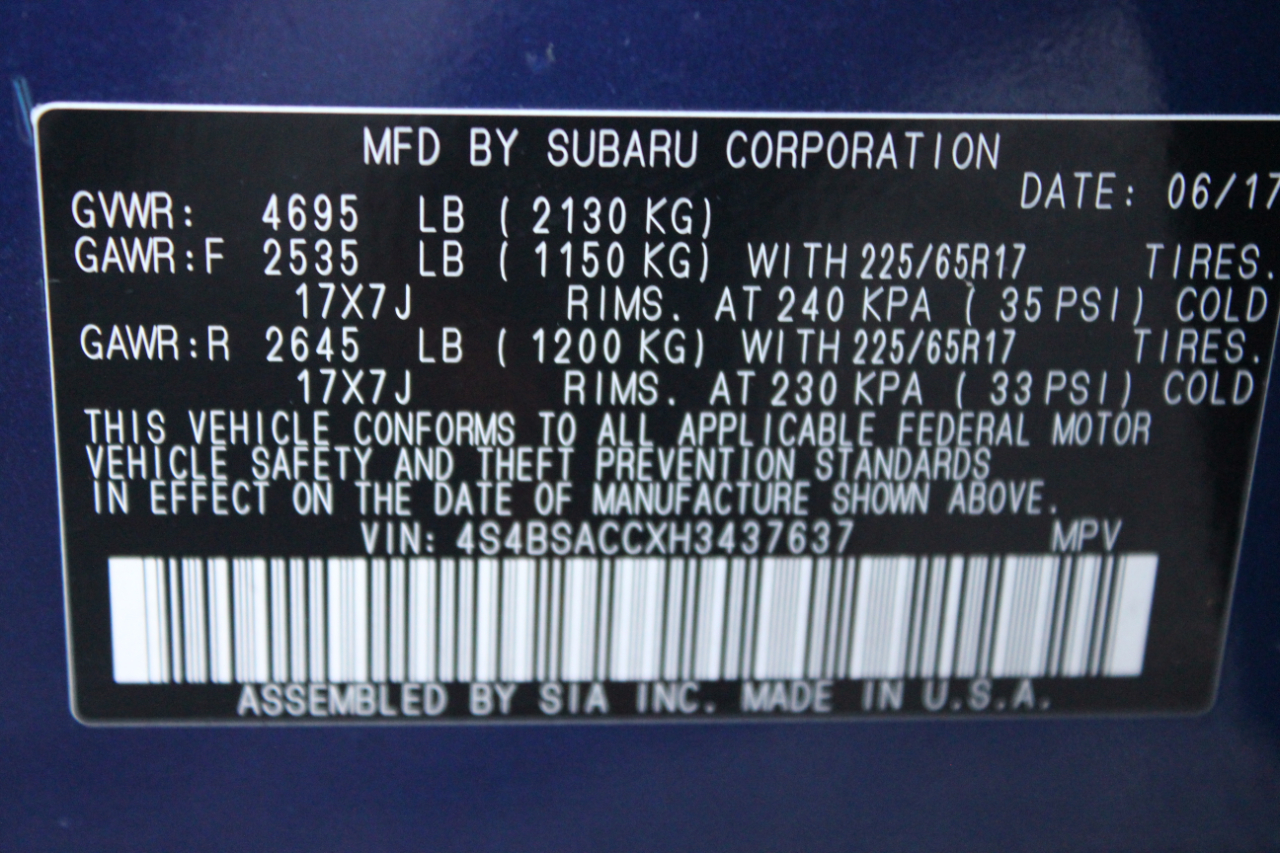 MFD BY SUBARU CORPORATION
DATE: 06/17
GVWR: 4695 LB ( 2130 KG)
GAWR:F 2535 LB ( 1150 KG) WITH 225/65R17 TIRES.
17X7J RIMS. AT 240 KPA ( 35 PSI) COLD
GAWR:R 2645 LB ( 1200 KG) WITH 225/65R17 TIRES.
17X7J RIMS. AT 230 KPA ( 33 PSI) COLD
THIS VEHICLE CONFORMS TO ALL APPLICABLE FEDERAL MOTOR
VEHICLE SAFETY AND THEFT PREVENTION STANDARDS
IN EFFECT ON THE DATE OF MANUFACTURE SHOWN ABOVE.
VIN: 4S4BSACCXH3437637 MPV
ASSEMBLED BY SIA INC. MADE IN U.S.A.